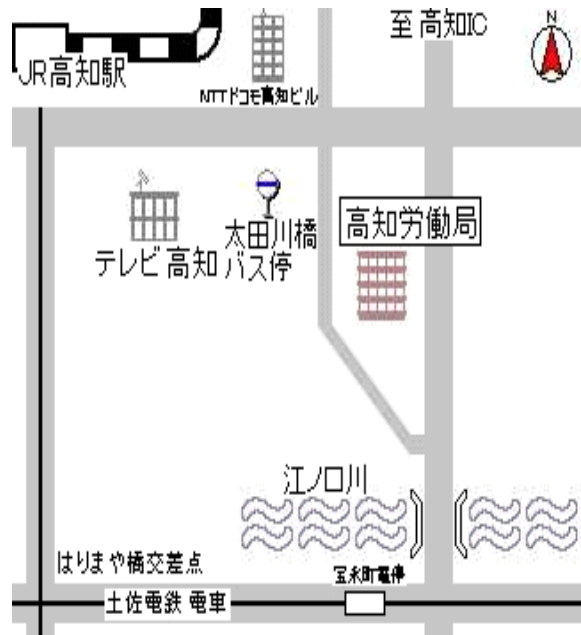 至 高知IC
N
JR高知駅
NTTドコモ高知ビル
高知労働局
太田川橋
バス停
テレビ高知
江ノ口川
はりまや橋交差点
宝永町電停
土佐電鉄 電車